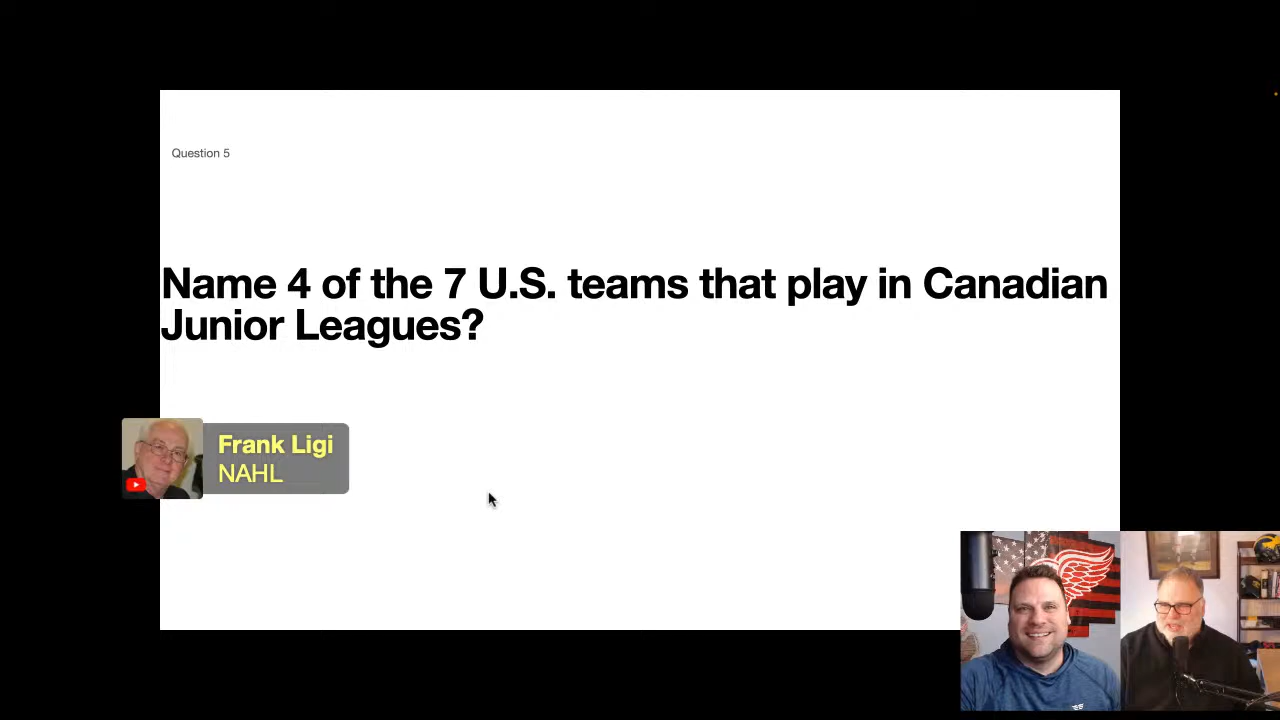 Question 5
Name 4 of the 7 U.S. teams that play in Canadian
Junior Leagues?
Frank Ligi
NAHL